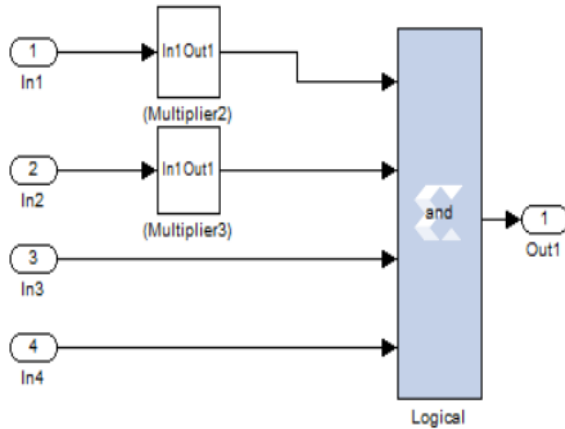 1
In1
In1Out1
(Multiplier2)
2
In2
In1Out1
(Multiplier3)
3
In3
4
In4
and
Logical
1
Out1